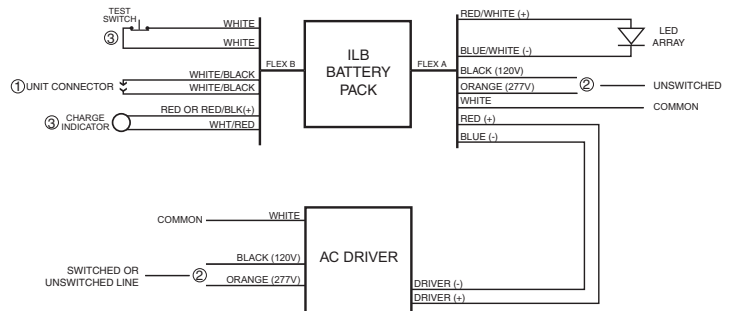 TEST
SWITCH
③
WHITE
WHITE
① UNIT CONNECTOR
WHITE/BLACK
WHITE/BLACK
③ CHARGE
INDICATOR
RED OR RED/BLK(+)
WHT/RED
FLEX B
ILB
BATTERY
PACK
FLEX A
RED/WHITE (+)
BLUE/WHITE (-)
LED
ARRAY
BLACK (120V)
ORANGE (277V)
② UNSWITCHED
WHITE
COMMON
RED (+)
BLUE (-)
COMMON
WHITE
SWITCHED OR
UNSWITCHED LINE
②
BLACK (120V)
ORANGE (277V)
AC DRIVER
DRIVER (-)
DRIVER (+)